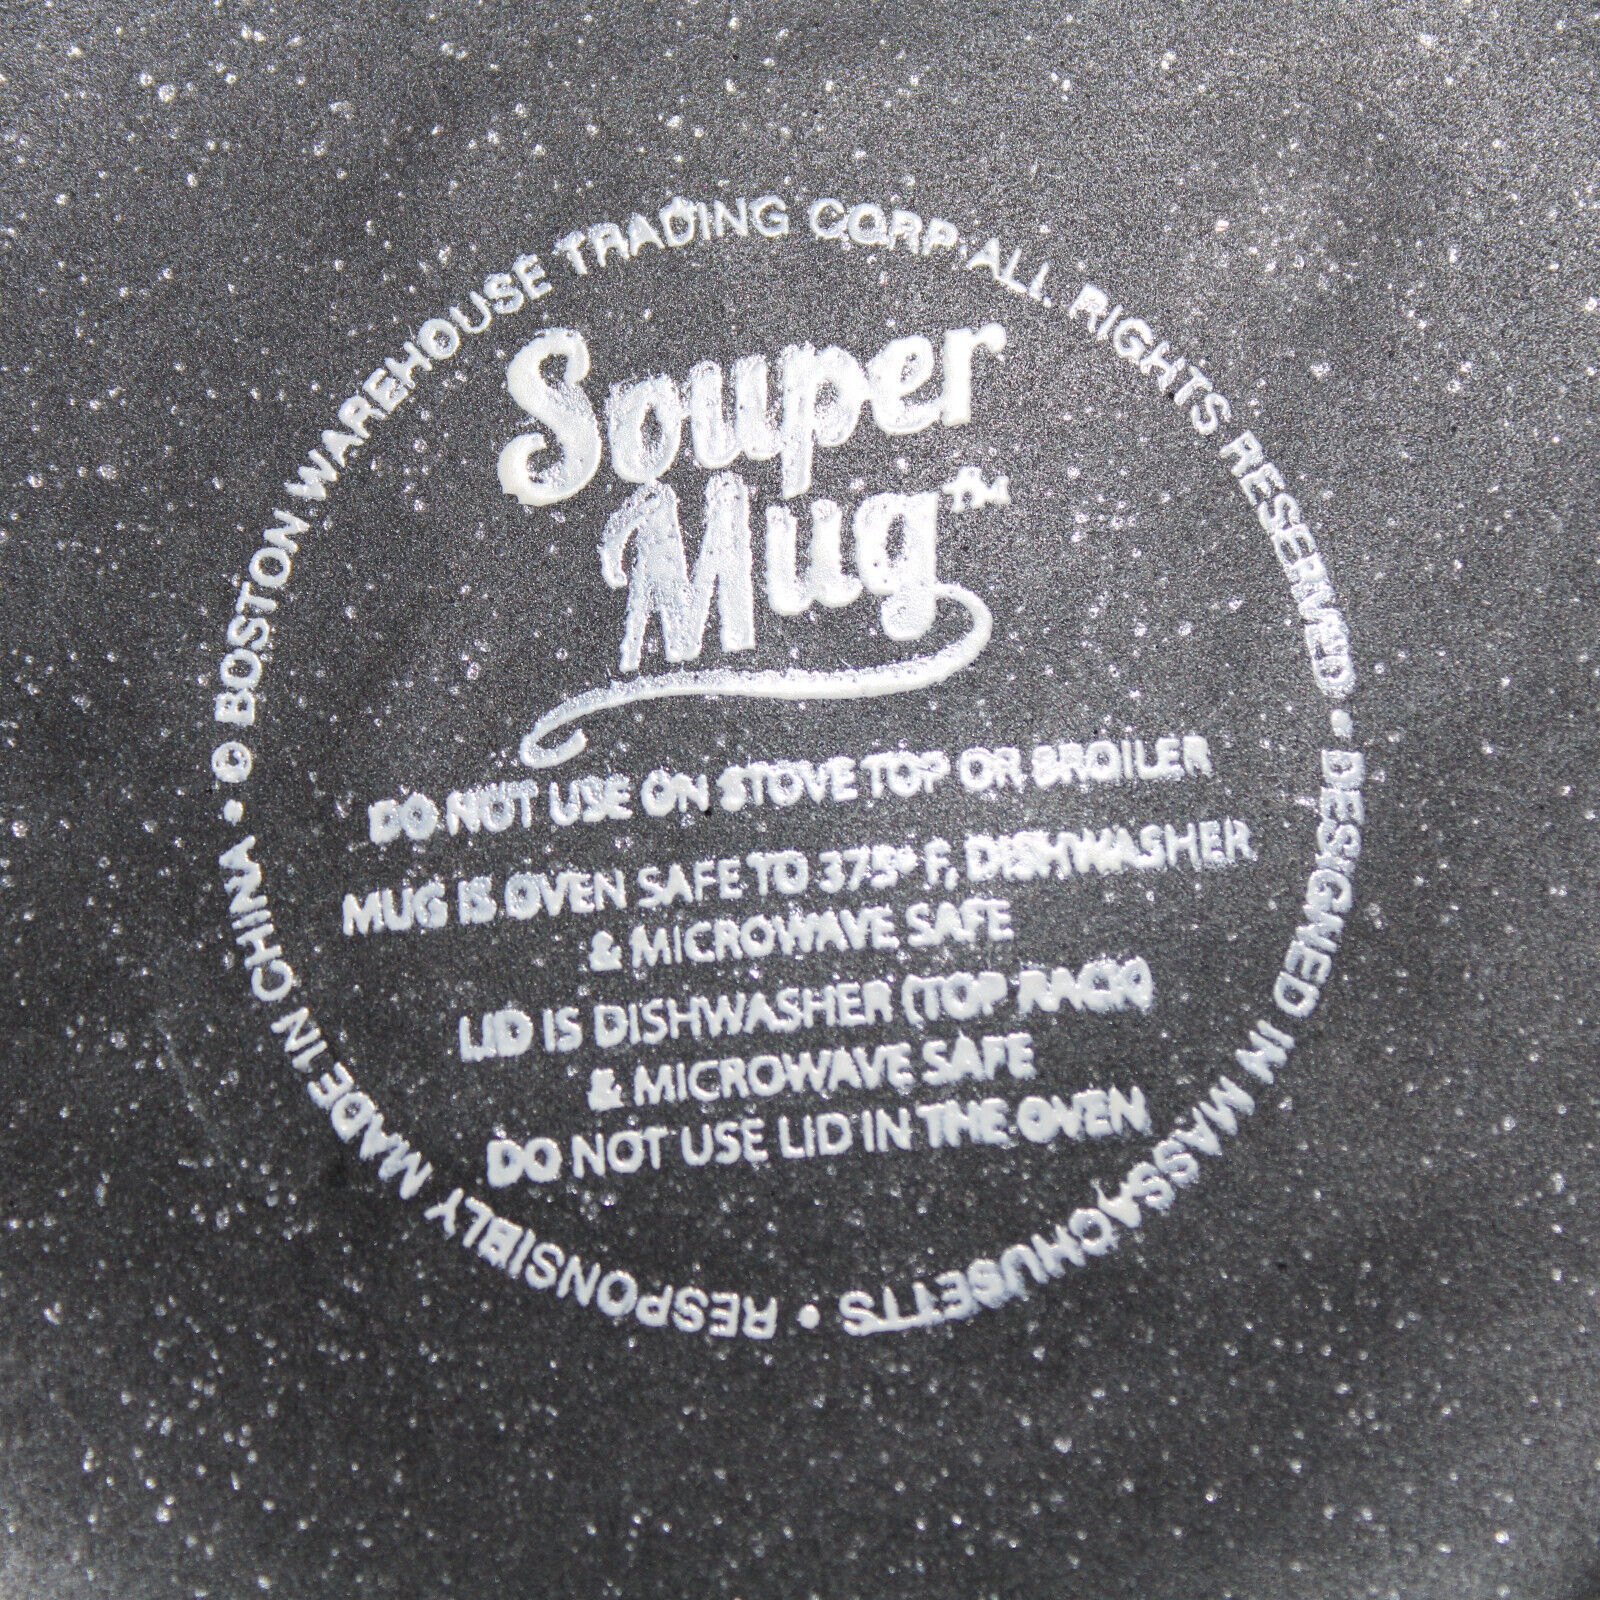 © BOSTON WAREHOUSE TRADING CORP. ALL RIGHTS RESERVED • DESIGNED IN MASSACHUSETTS • RESPONSIBLY MADE IN CHINA •
Souper
Mug™
DO NOT USE ON STOVE TOP OR BROILER
MUG IS OVEN SAFE TO 375° F, DISHWASHER
& MICROWAVE SAFE
LID IS DISHWASHER (TOP RACK)
& MICROWAVE SAFE
DO NOT USE LID IN THE OVEN